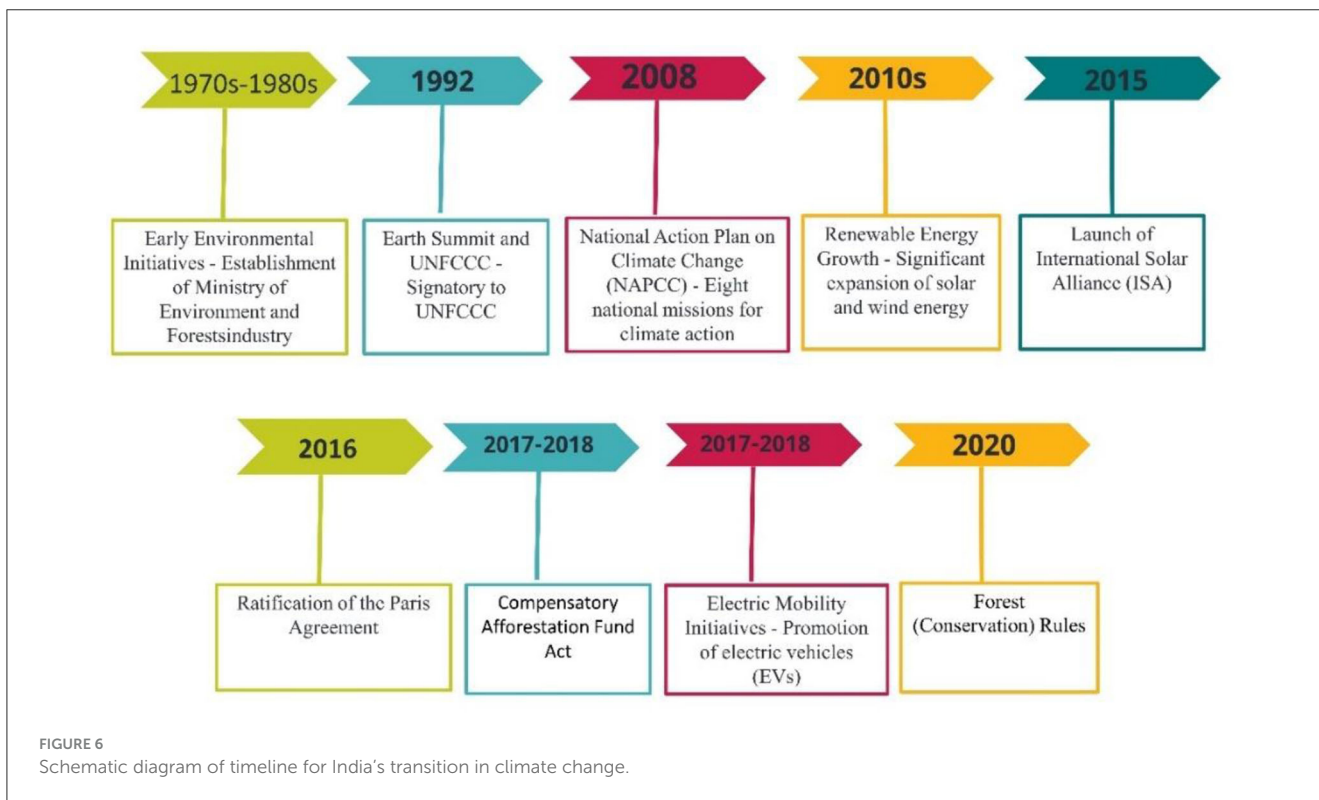 1970s-1980s
1992
2008
2010s
2015
Early Environmental
Initiatives - Establishment
of Ministry of
Environment and
Forestsindustry
Earth Summit and
UNFCCC -
Signatory to
UNFCCC
National Action Plan on
Climate Change
(NAPCC) - Eight
national missions for
climate action
Renewable Energy
Growth - Significant
expansion of solar
and wind energy
Launch of
International Solar
Alliance (ISA)
2016
2017-2018
2017-2018
2020
Ratification of the Paris
Agreement
Compensatory
Afforestation Fund
Act
Electric Mobility
Initiatives - Promotion
of electric vehicles
(EVs)
Forest
(Conservation) Rules
FIGURE 6
Schematic diagram of timeline for India's transition in climate change.